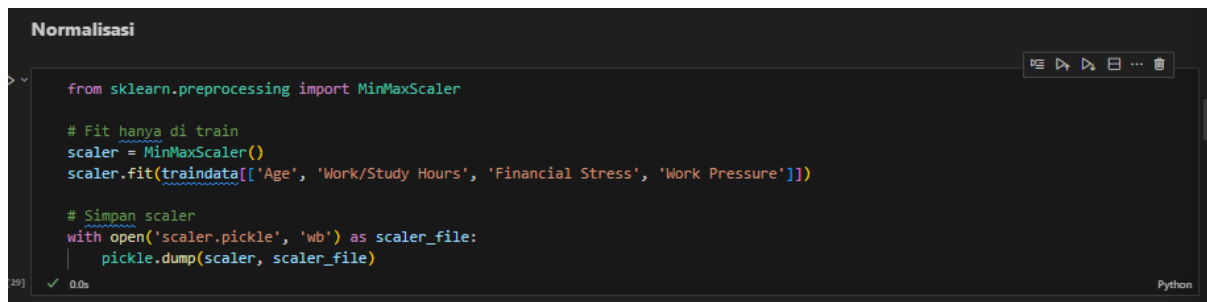 Normalisasi
from sklearn.preprocessing import MinMaxScaler
# Fit hanya di train
scaler = MinMaxScaler()
scaler.fit(traindata[['Age', 'Work/Study Hours', 'Financial Stress', 'Work Pressure']])
# Simpan scaler
with open('scaler.pickle', 'wb') as scaler_file:
    pickle.dump(scaler, scaler_file)
[29] 0.0s Python